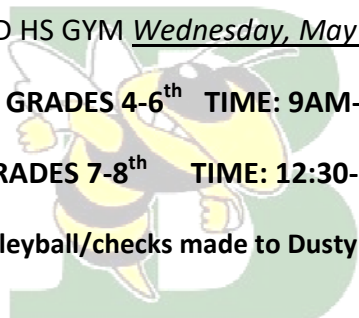 D HS GYM Wednesday, May
GRADES 4-6th TIME: 9AM-
RADES 7-8th TIME: 12:30-
leyball/checks made to Dusty